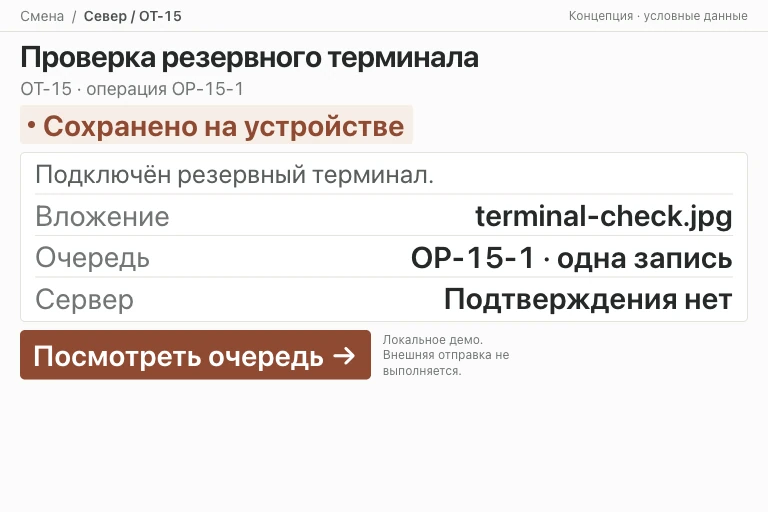 Смена / Север / ОТ-15
Концепция · условные данные
Проверка резервного терминала
ОТ-15 · операция ОР-15-1
• Сохранено на устройстве
Подключён резервный терминал.
Вложение terminal-check.jpg
Очередь ОР-15-1 · одна запись
Сервер Подтверждения нет
Посмотреть очередь →
Локальное демо.
Внешняя отправка не
выполняется.